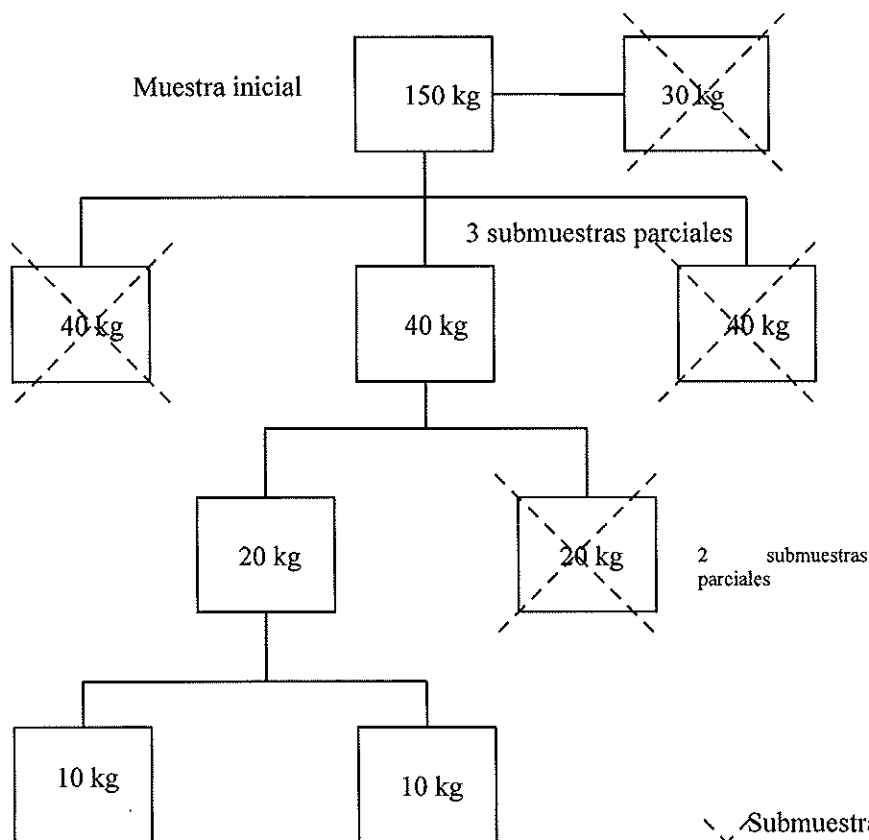 Muestra inicial
150 kg
30 kg
3 submuestras parciales
40 kg
40 kg
40 kg
20 kg
20 kg
2 submuestras
parciales
10 kg
10 kg